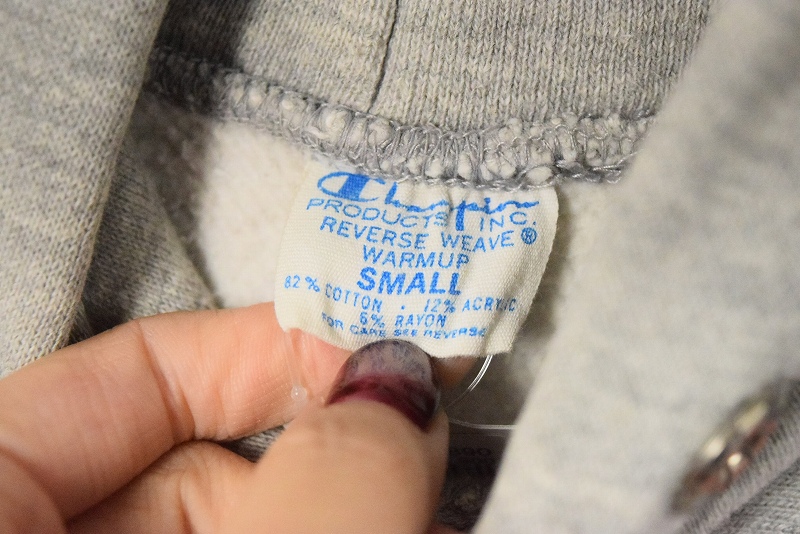 Champion
PRODUCTS INC.
REVERSE WEAVE®
WARMUP
SMALL
82% COTTON · 12% ACRYLIC
6% RAYON
FOR CARE SEE REVERSE